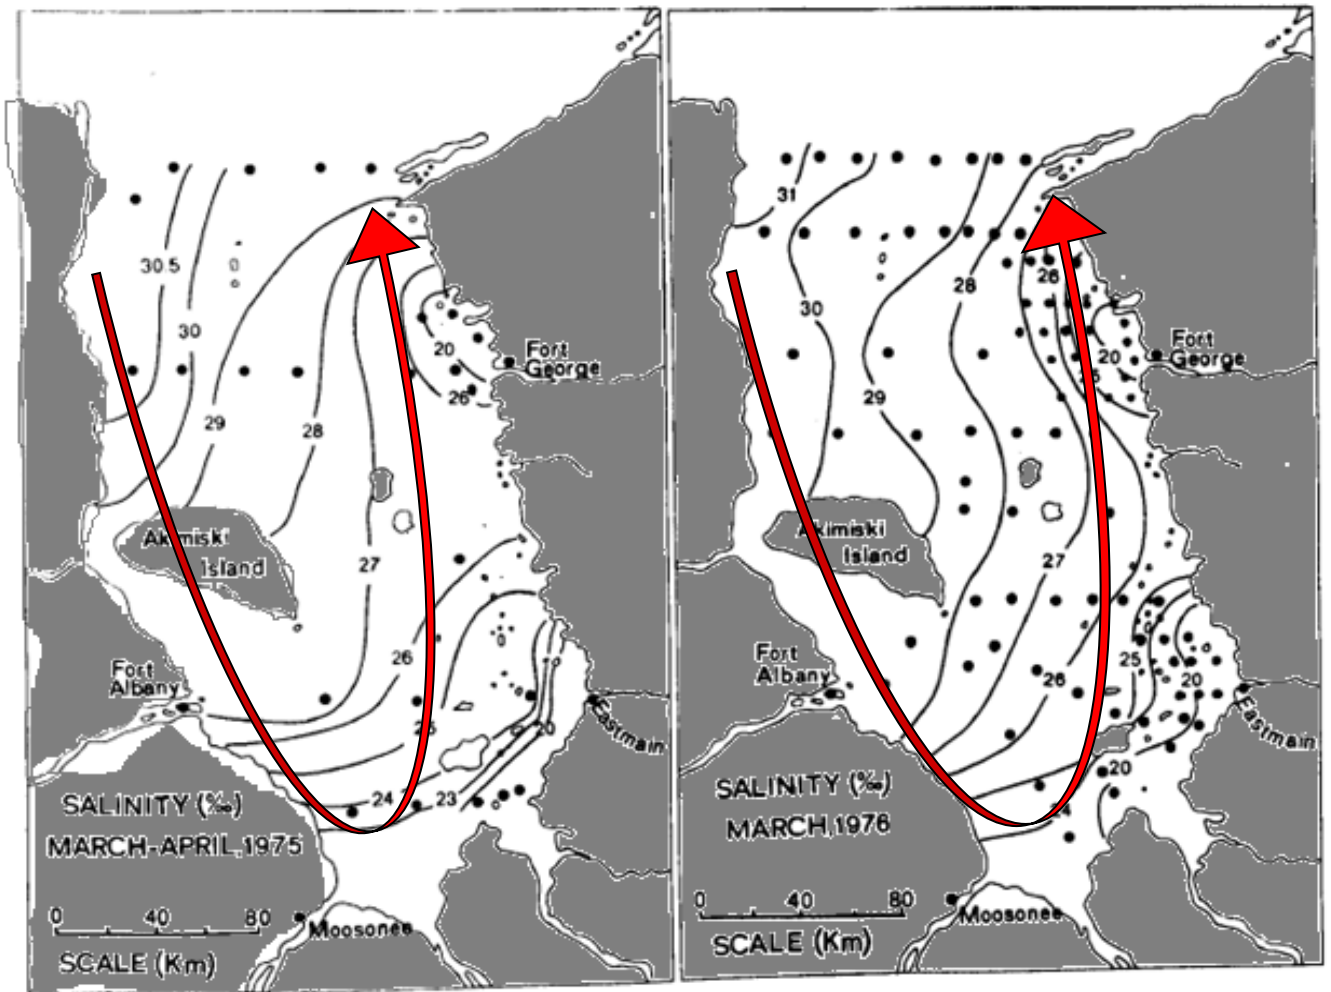 30.5
30
29
28
27
26
20
26
Fort
George
Akimiski
Island
Fort
Albany
Eastmain
24
23
SALINITY (‰)
MARCH-APRIL,1975
0 40 80
SCALE (Km)
Moosonee
31
30
29
28
27
26
26
20
Fort
George
Akimiski
Island
Fort
Albany
25
20
20
Eastmain
SALINITY (‰)
MARCH,1976
0 40 80
SCALE (Km)
Moosonee